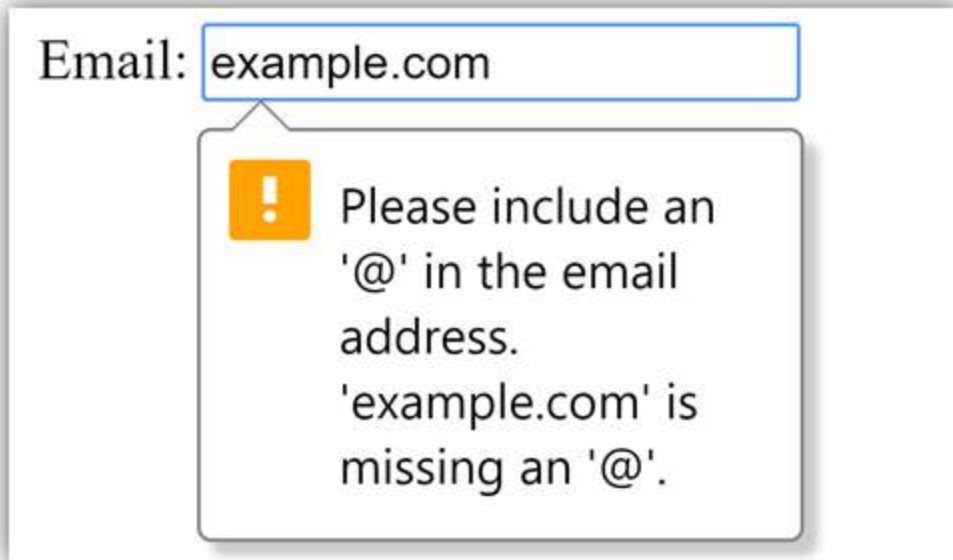 Email: example.com
Please include an
'@' in the email
address.
'example.com' is
missing an '@'.